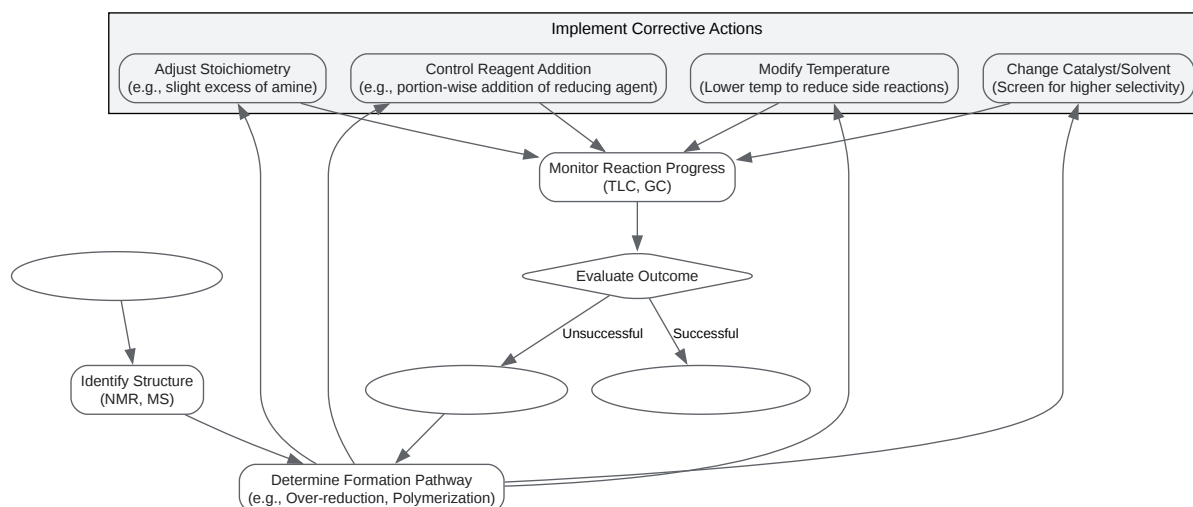 Implement Corrective Actions
Adjust Stoichiometry
(e.g., slight excess of amine)
Control Reagent Addition
(e.g., portion-wise addition of reducing agent)
Modify Temperature
(Lower temp to reduce side reactions)
Change Catalyst/Solvent
(Screen for higher selectivity)
Monitor Reaction Progress
(TLC, GC)
Evaluate Outcome
Unsuccessful
Successful
Identify Structure
(NMR, MS)
Determine Formation Pathway
(e.g., Over-reduction, Polymerization)